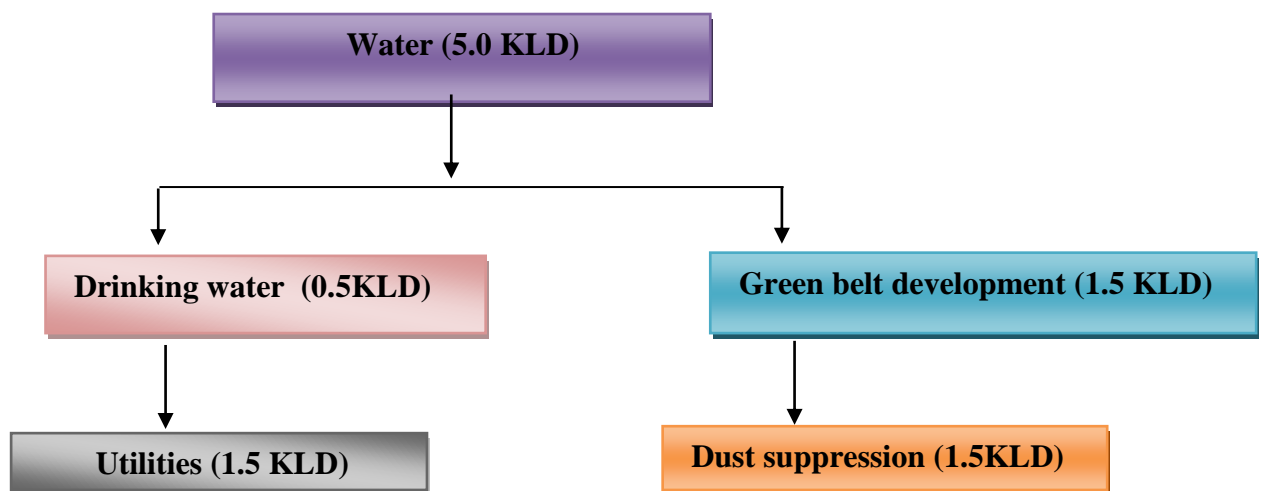 Water (5.0 KLD)
Drinking water  (0.5KLD)
Green belt development (1.5 KLD)
Utilities (1.5 KLD)
Dust suppression (1.5KLD)